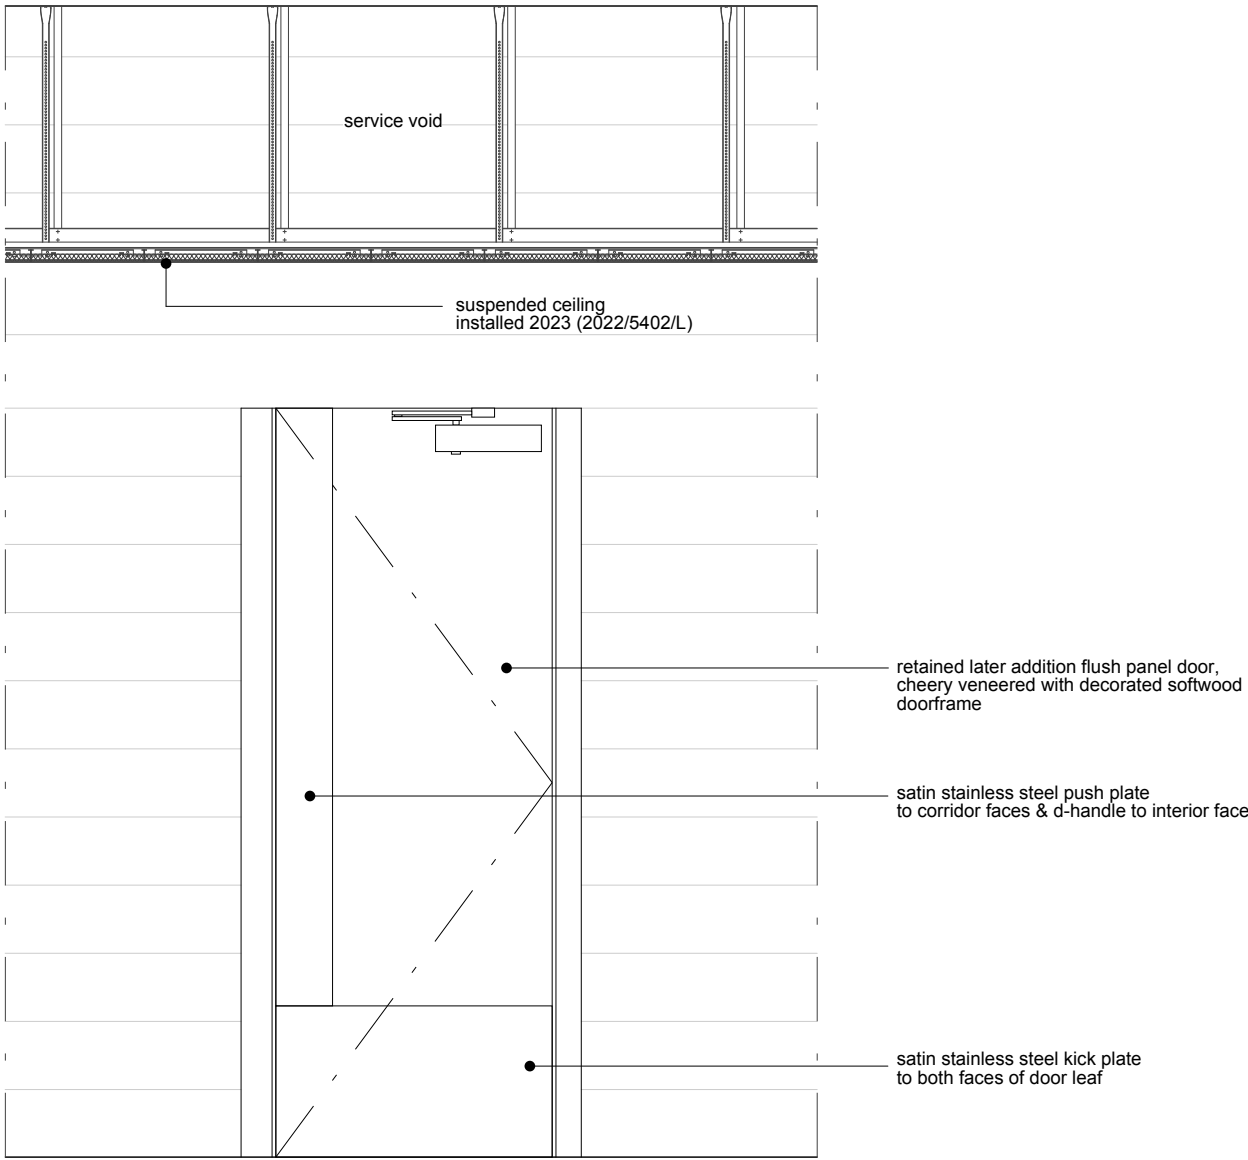 service void
suspended ceiling
installed 2023 (2022/5402/L)
retained later addition flush panel door,
cheery veneered with decorated softwood
doorframe
satin stainless steel push plate
to corridor faces & d-handle to interior face
satin stainless steel kick plate
to both faces of door leaf